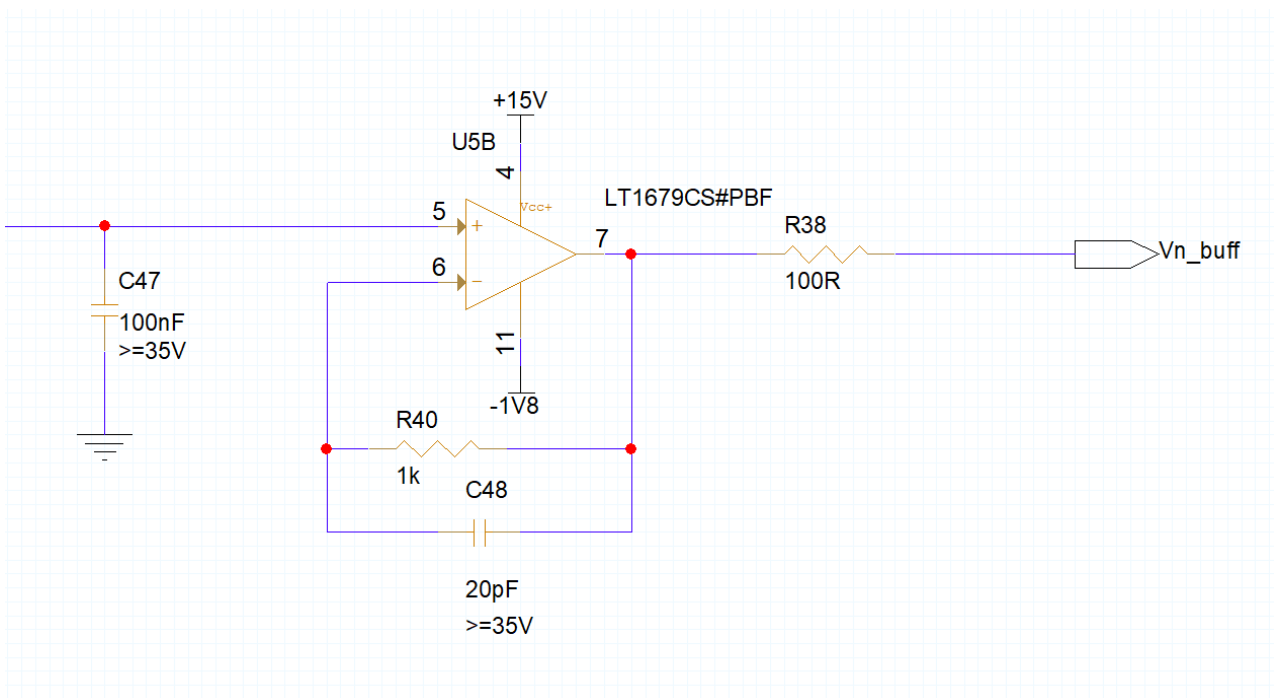 +15V
U5B
4
LT1679CS#PBF
Vcc+
5
+
R38
7
Vn_buff
6
-
C47
100R
100nF
11
>=35V
-1V8
R40
1k
C48
20pF
>=35V